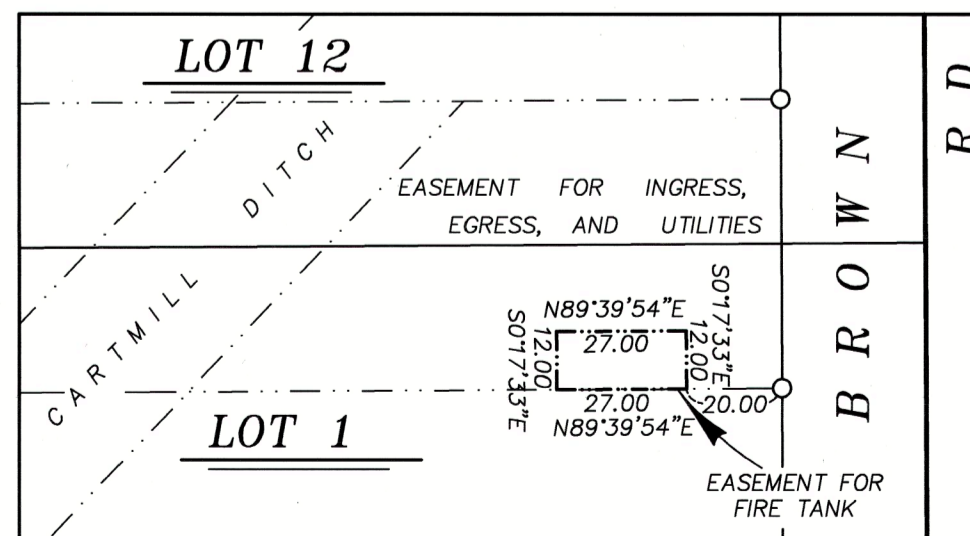 LOT 12
CARTMILL DITCH
EASEMENT FOR INGRESS,
EGRESS, AND UTILITIES
BROWN
RD
N89°39'54"E
27.00
S0°17'33"E
12.00
S0°17'33"E
12.00
27.00
N89°39'54"E
20.00
LOT 1
EASEMENT FOR
FIRE TANK